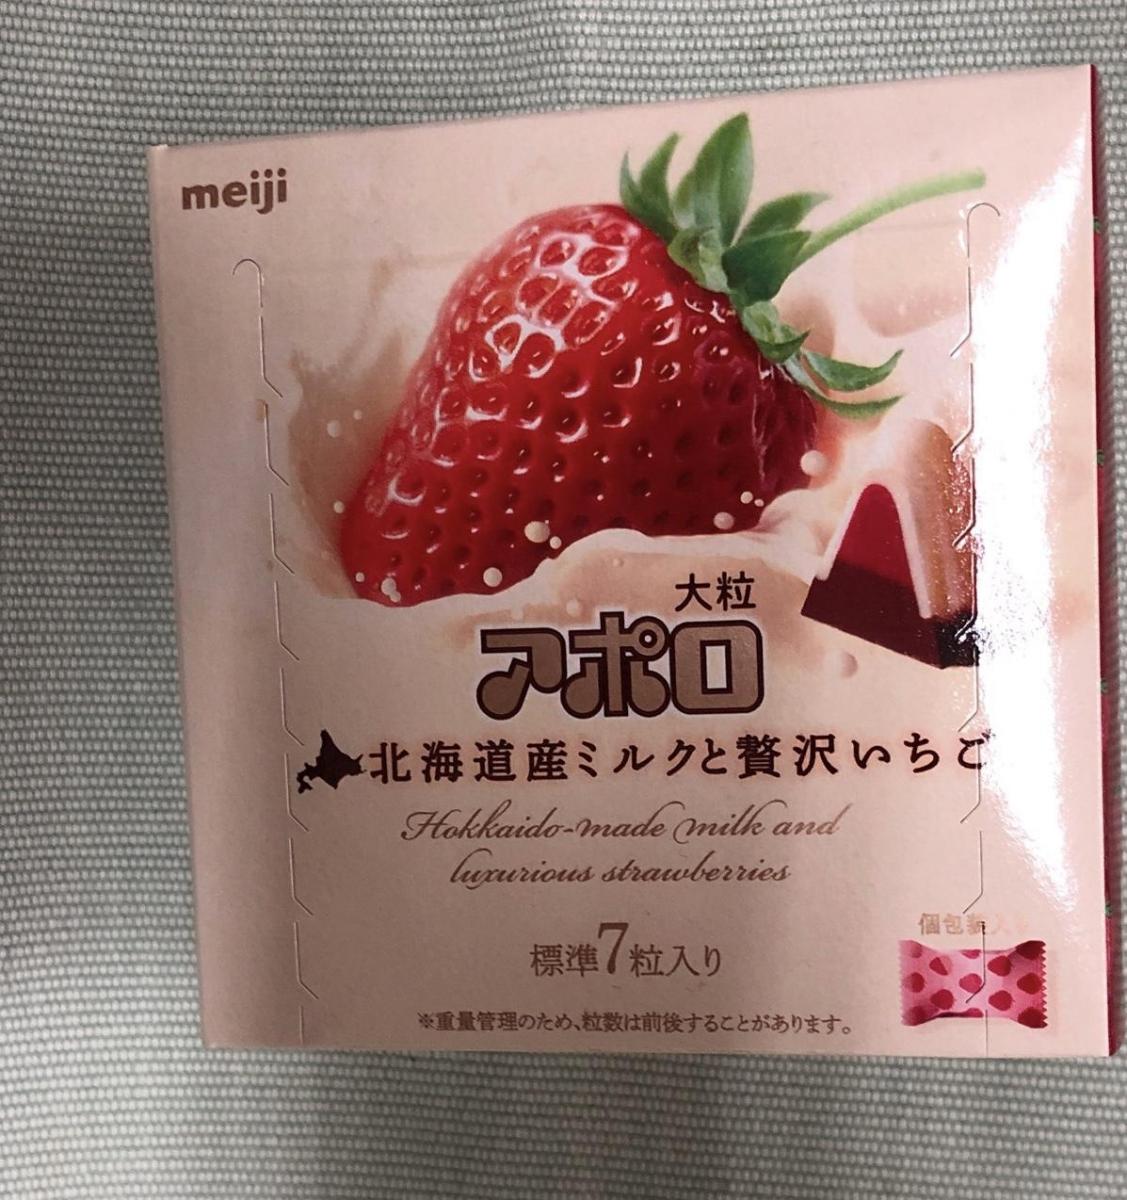 meiji
大粒
アポロ
北海道産ミルクと贅沢いちご
Hokkaido-made milk and
luxurious strawberries
標準7粒入り
個包装入り
※重量管理のため、粒数は前後することがあります。